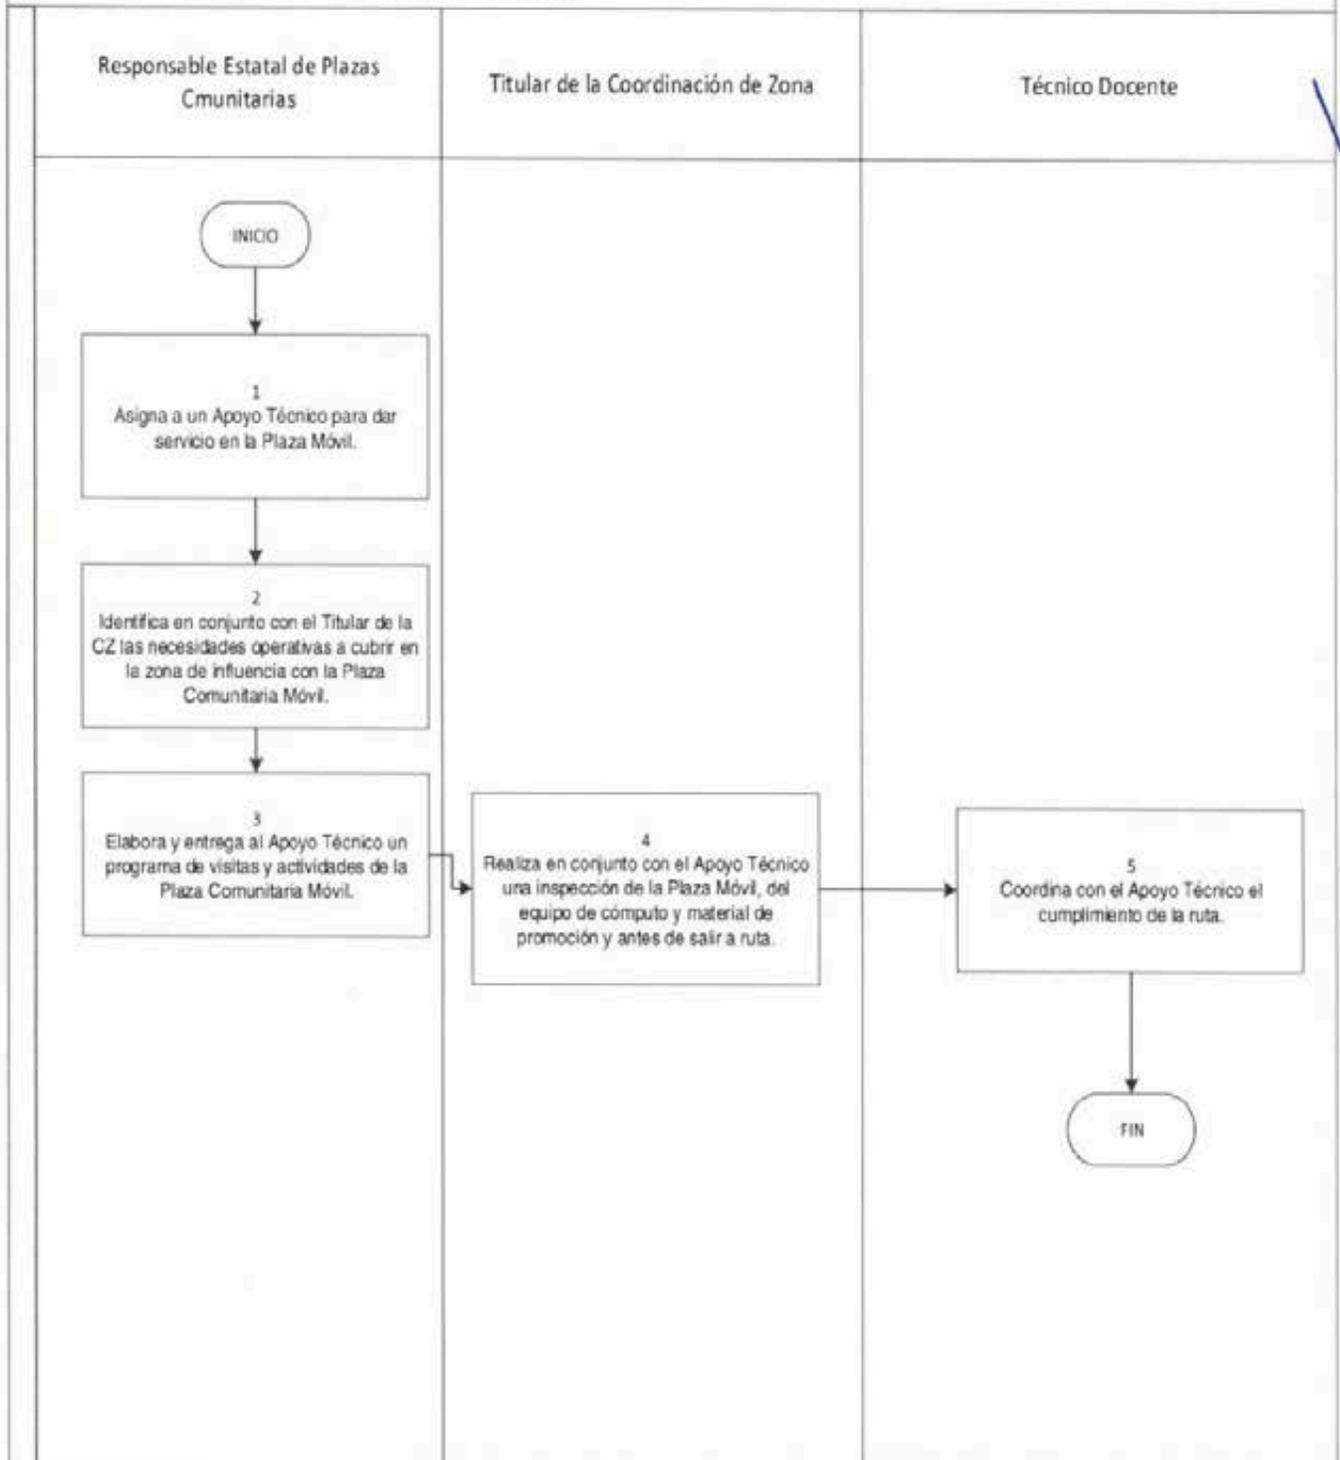 Responsable Estatal de Plazas
Cmunitarias
Titular de la Coordinación de Zona
Técnico Docente
INICIO
1
Asigna a un Apoyo Técnico para dar
servicio en la Plaza Móvil.
2
Identifica en conjunto con el Titular de la
CZ las necesidades operativas a cubrir en
la zona de influencia con la Plaza
Comunitaria Móvil.
3
Elabora y entrega al Apoyo Técnico un
programa de visitas y actividades de la
Plaza Comunitaria Móvil.
4
Realiza en conjunto con el Apoyo Técnico
una inspección de la Plaza Móvil, del
equipo de cómputo y material de
promoción y antes de salir a ruta.
5
Coordina con el Apoyo Técnico el
cumplimiento de la ruta.
FIN